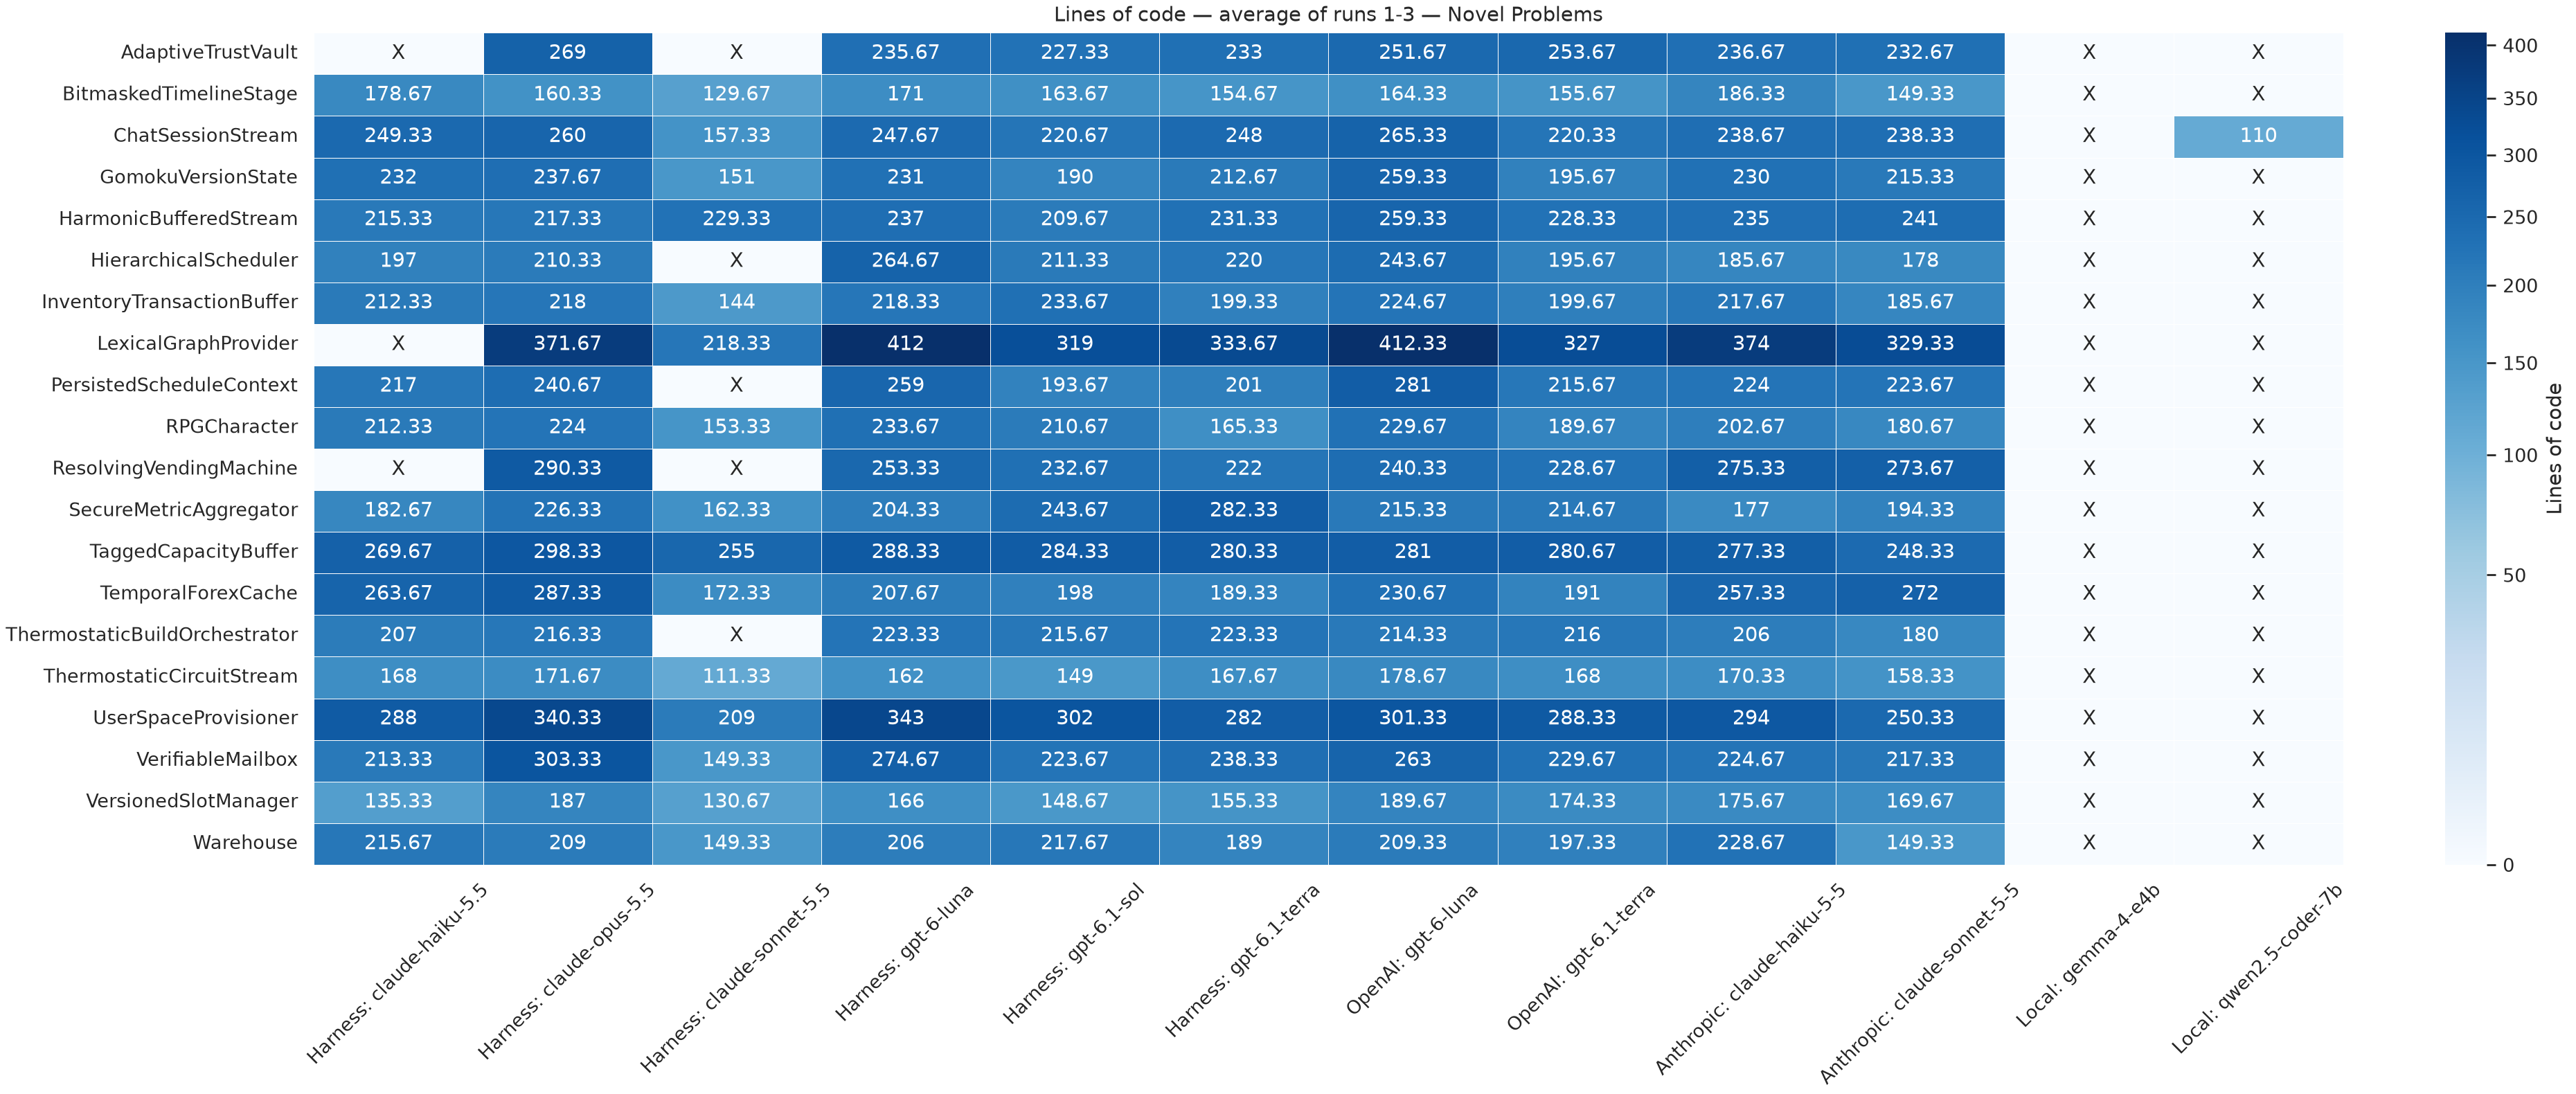 Lines of code — average of runs 1-3 — Novel Problems
AdaptiveTrustVault X 269 X 235.67 227.33 233 251.67 253.67 236.67 232.67 X X
BitmaskedTimelineStage 178.67 160.33 129.67 171 163.67 154.67 164.33 155.67 186.33 149.33 X X
ChatSessionStream 249.33 260 157.33 247.67 220.67 248 265.33 220.33 238.67 238.33 X 110
GomokuVersionState 232 237.67 151 231 190 212.67 259.33 195.67 230 215.33 X X
HarmonicBufferedStream 215.33 217.33 229.33 237 209.67 231.33 259.33 228.33 235 241 X X
HierarchicalScheduler 197 210.33 X 264.67 211.33 220 243.67 195.67 185.67 178 X X
InventoryTransactionBuffer 212.33 218 144 218.33 233.67 199.33 224.67 199.67 217.67 185.67 X X
LexicalGraphProvider X 371.67 218.33 412 319 333.67 412.33 327 374 329.33 X X
PersistedScheduleContext 217 240.67 X 259 193.67 201 281 215.67 224 223.67 X X
RPGCharacter 212.33 224 153.33 233.67 210.67 165.33 229.67 189.67 202.67 180.67 X X
ResolvingVendingMachine X 290.33 X 253.33 232.67 222 240.33 228.67 275.33 273.67 X X
SecureMetricAggregator 182.67 226.33 162.33 204.33 243.67 282.33 215.33 214.67 177 194.33 X X
TaggedCapacityBuffer 269.67 298.33 255 288.33 284.33 280.33 281 280.67 277.33 248.33 X X
TemporalForexCache 263.67 287.33 172.33 207.67 198 189.33 230.67 191 257.33 272 X X
ThermostaticBuildOrchestrator 207 216.33 X 223.33 215.67 223.33 214.33 216 206 180 X X
ThermostaticCircuitStream 168 171.67 111.33 162 149 167.67 178.67 168 170.33 158.33 X X
UserSpaceProvisioner 288 340.33 209 343 302 282 301.33 288.33 294 250.33 X X
VerifiableMailbox 213.33 303.33 149.33 274.67 223.67 238.33 263 229.67 224.67 217.33 X X
VersionedSlotManager 135.33 187 130.67 166 148.67 155.33 189.67 174.33 175.67 169.67 X X
Warehouse 215.67 209 149.33 206 217.67 189 209.33 197.33 228.67 149.33 X X
Harness: claude-haiku-5.5
Harness: claude-opus-5.5
Harness: claude-sonnet-5.5
Harness: gpt-6-luna
Harness: gpt-6.1-sol
Harness: gpt-6.1-terra
OpenAI: gpt-6-luna
OpenAI: gpt-6.1-terra
Anthropic: claude-haiku-5-5
Anthropic: claude-sonnet-5-5
Local: gemma-4-e4b
Local: qwen2.5-coder-7b
400
350
300
250
200
150
100
50
0
Lines of code